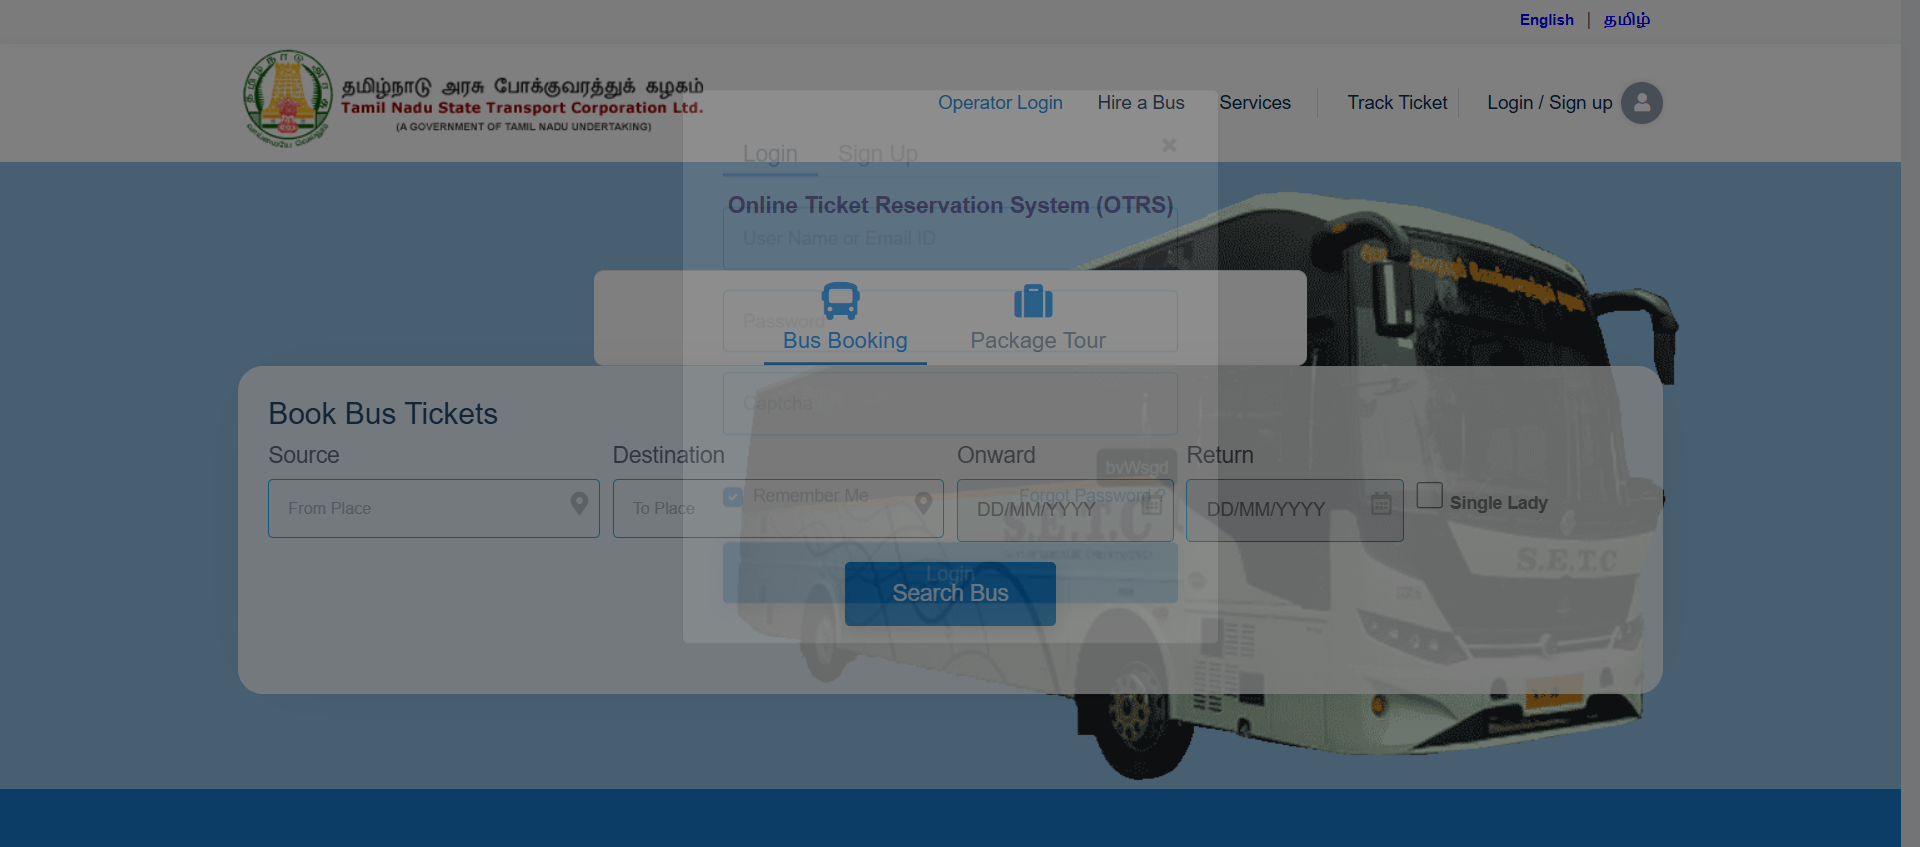 English | தமிழ்
தமிழ்நாடு அரசு போக்குவரத்துக் கழகம்
Tamil Nadu State Transport Corporation Ltd.
(A GOVERNMENT OF TAMIL NADU UNDERTAKING)
Operator Login
Hire a Bus
Services
Track Ticket
Login / Sign up
Login
Sign Up
Online Ticket Reservation System (OTRS)
User Name or Email ID
Password
Bus Booking
Package Tour
Captcha
Book Bus Tickets
Source
Destination
Onward
Return
bvWsgd
Remember Me
Forgot Password ?
From Place
To Place
DD/MM/YYYY
DD/MM/YYYY
Single Lady
S.E.T.C
S.E.T.C
Login
Search Bus